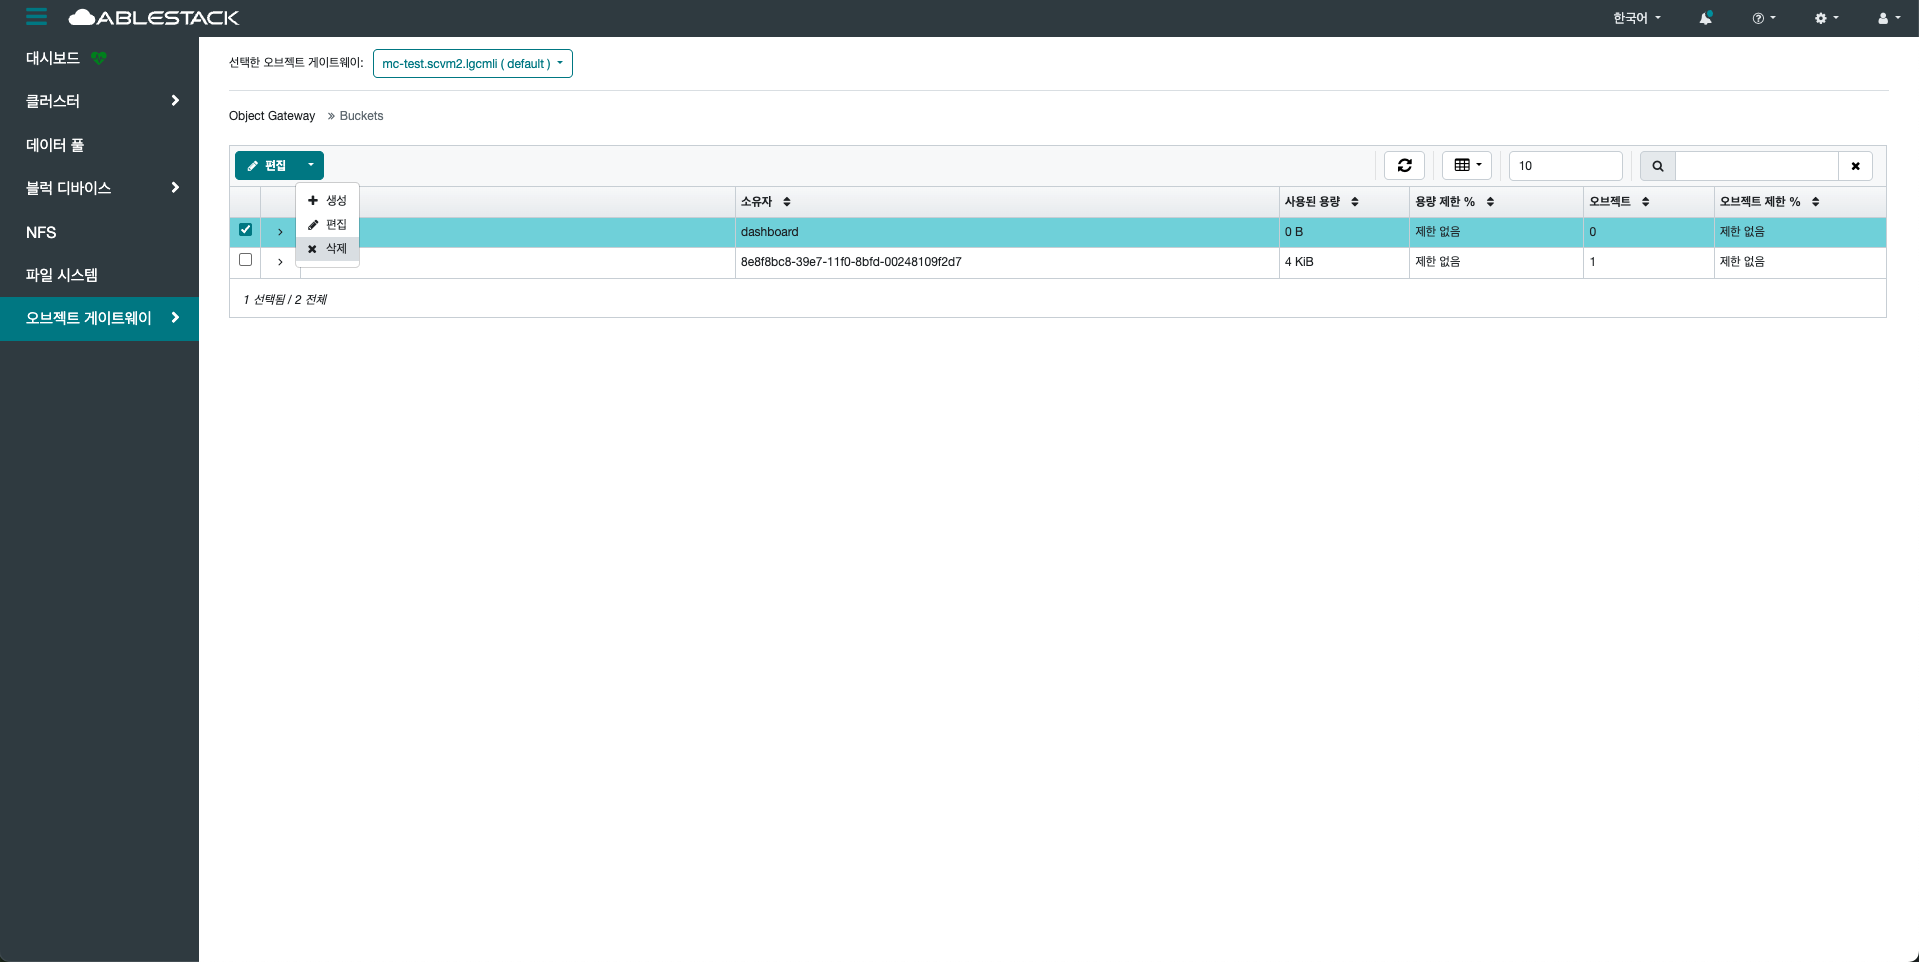 ABLESTACK
한국어
대시보드
클러스터
데이터 풀
블럭 디바이스
NFS
파일 시스템
오브젝트 게이트웨이
선택한 오브젝트 게이트웨이: mc-test.scvm2.lgcmli ( default )
Object Gateway » Buckets
편집
10
생성
편집
삭제
소유자 사용된 용량 용량 제한 % 오브젝트 오브젝트 제한 %
dashboard 0 B 제한 없음 0 제한 없음
8e8f8bc8-39e7-11f0-8bfd-00248109f2d7 4 KiB 제한 없음 1 제한 없음
1 선택됨 / 2 전체